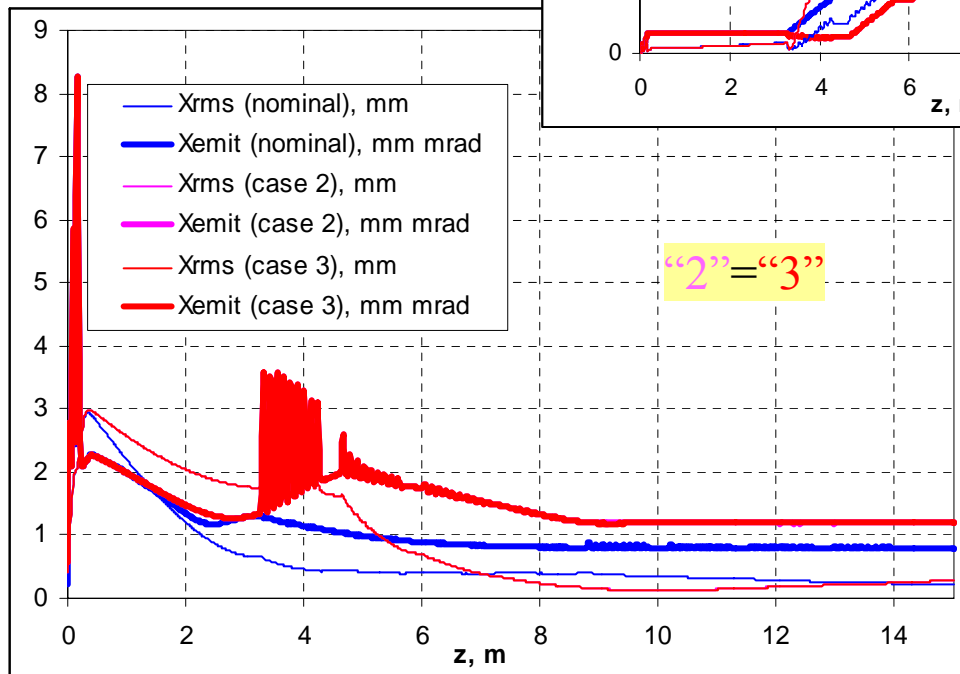 0
0 2 4 6
z,
9
8
7
6
5
4
3
2
1
0
Xrms (nominal), mm
Xemit (nominal), mm mrad
Xrms (case 2), mm
Xemit (case 2), mm mrad
Xrms (case 3), mm
Xemit (case 3), mm mrad
“2”=“3”
0 2 4 6 8 10 12 14
z, m